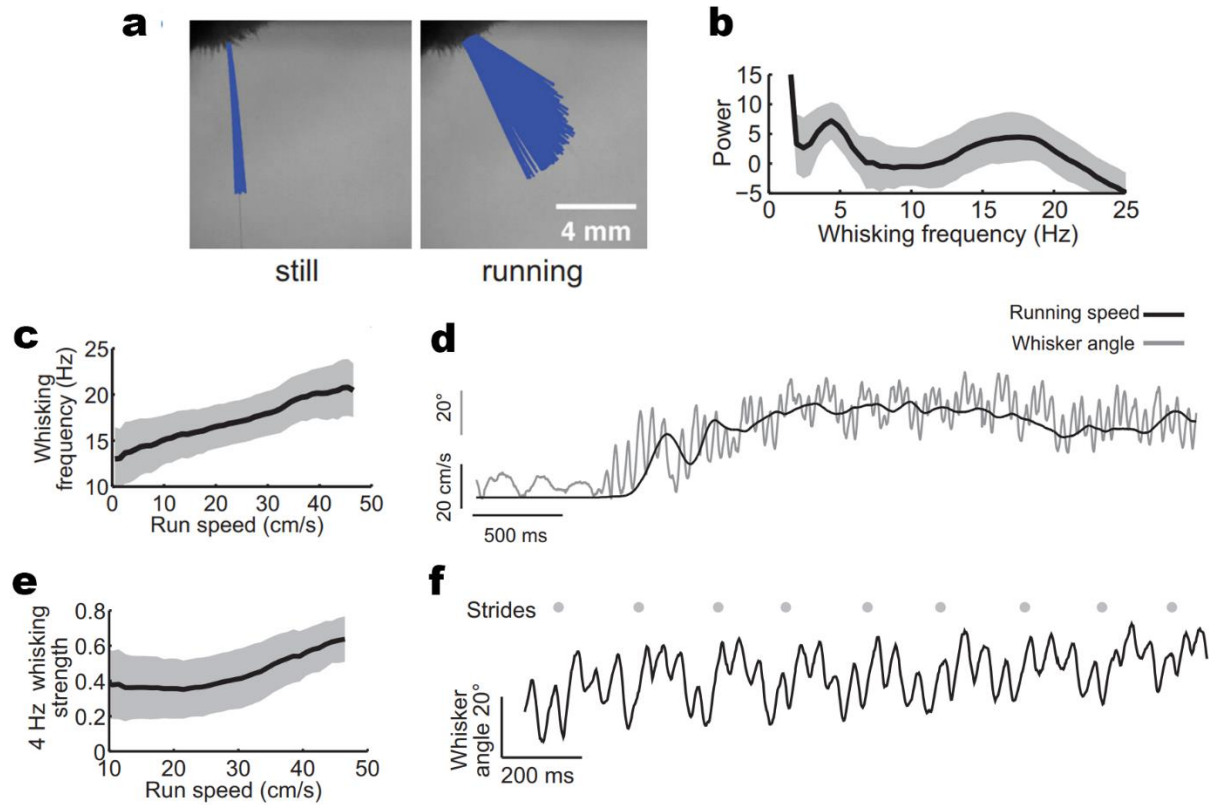 a
still
running
4 mm
b
Power
15
10
5
0
−5
0 5 10 15 20 25
Whisking frequency (Hz)
c
Whisking
frequency (Hz)
25
20
15
10
0 10 20 30 40 50
Run speed (cm/s)
d
Running speed
Whisker angle
20°
20 cm/s
500 ms
e
4 Hz whisking
strength
0.8
0.6
0.4
0.2
0
10 20 30 40 50
Run speed (cm/s)
f
Strides
Whisker
angle 20°
200 ms